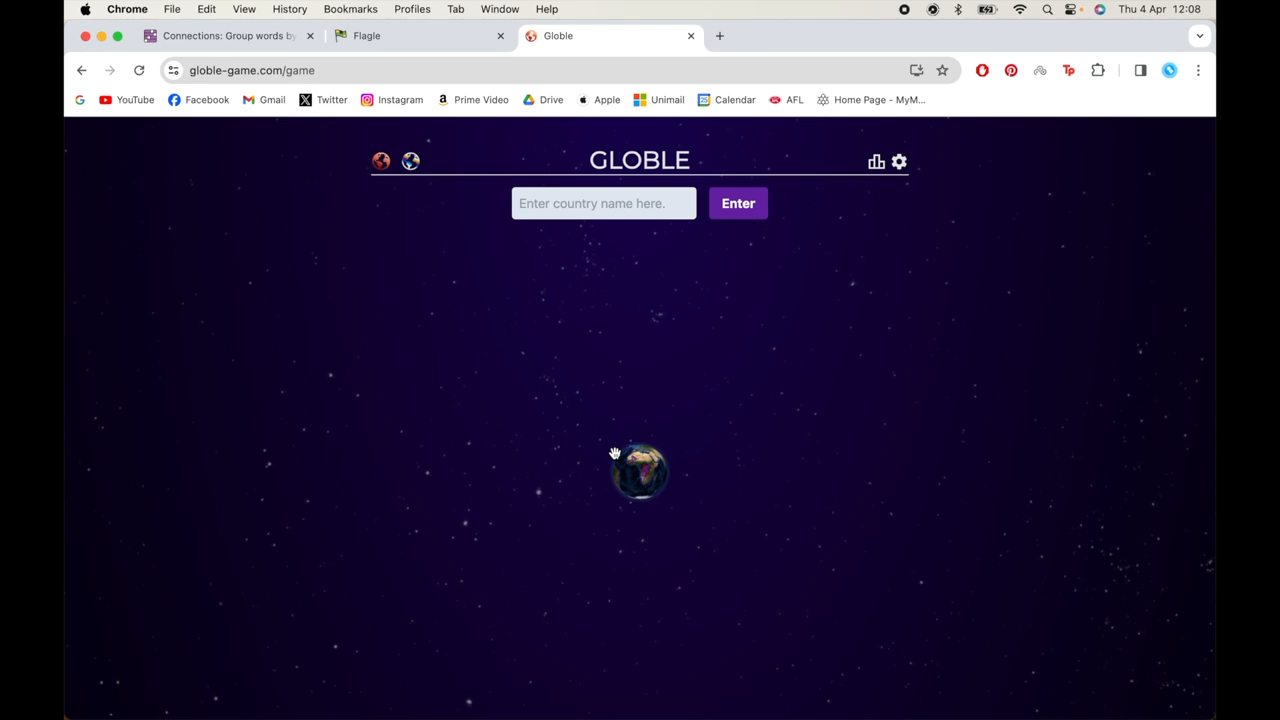 Chrome File Edit View History Bookmarks Profiles Tab Window Help Thu 4 Apr 12:08
Connections: Group words by Flagle Globle
globle-game.com/game
YouTube Facebook Gmail Twitter Instagram Prime Video Drive Apple Unimail Calendar AFL Home Page - MyM...
GLOBLE
Enter country name here. Enter